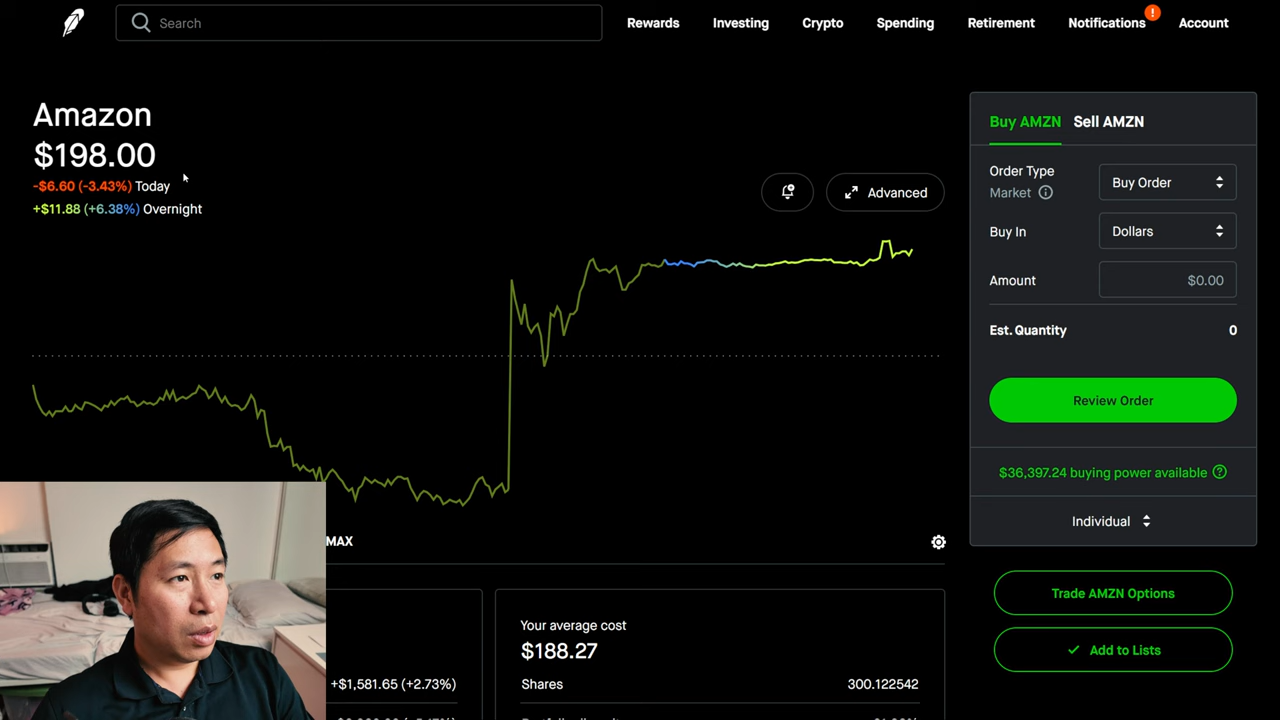 Search
Rewards
Investing
Crypto
Spending
Retirement
Notifications
!
Account
Amazon
$198.00
-$6.60 (-3.43%) Today
+$11.88 (+6.38%) Overnight
Advanced
MAX
+$1,581.65 (+2.73%)
Your average cost
$188.27
Shares 300.122542
Buy AMZN Sell AMZN
Order Type
Market
Buy Order
Buy In Dollars
Amount $0.00
Est. Quantity 0
Review Order
$36,397.24 buying power available
Individual
Trade AMZN Options
Add to Lists